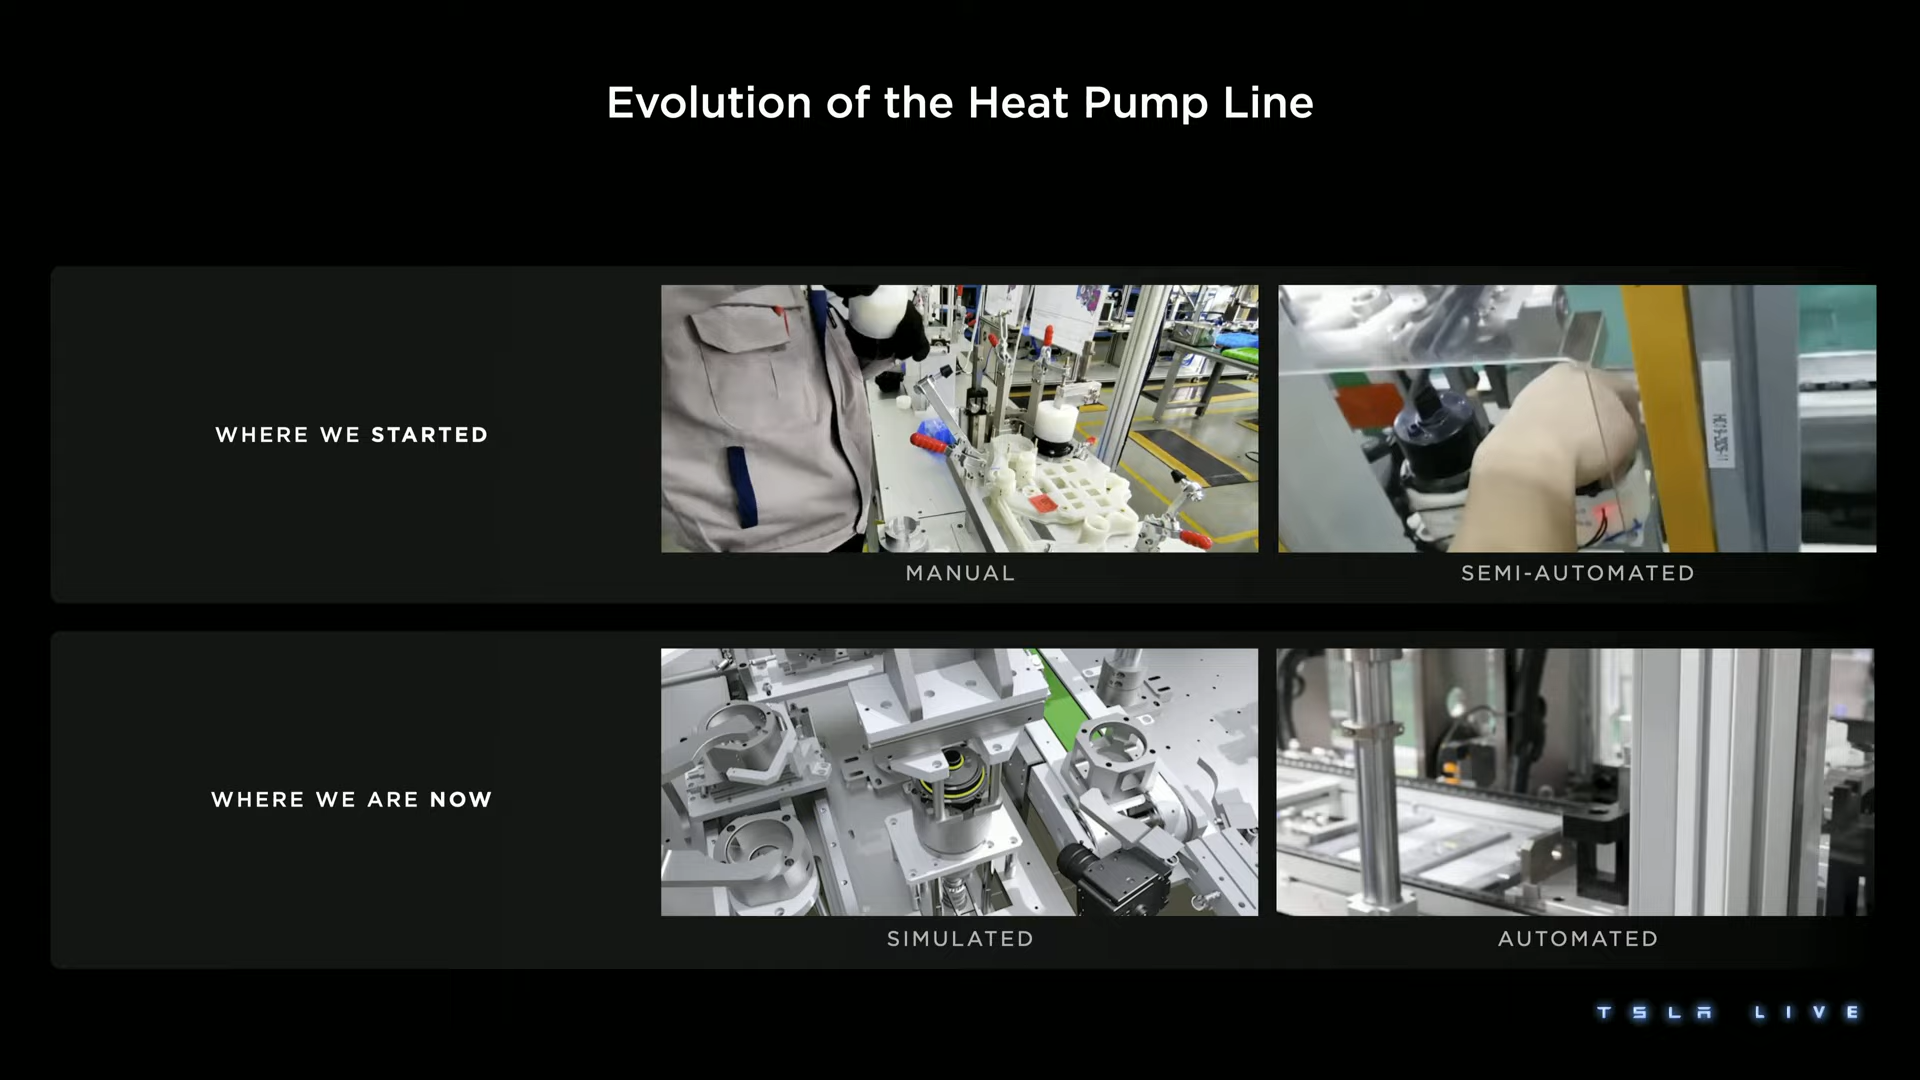 Evolution of the Heat Pump Line
WHERE WE STARTED
MANUAL
SEMI-AUTOMATED
WHERE WE ARE NOW
SIMULATED
AUTOMATED
TSLA LIVE